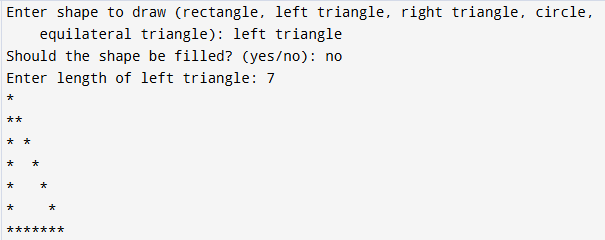 Enter shape to draw (rectangle, left triangle, right triangle, circle,
    equilateral triangle): left triangle
Should the shape be filled? (yes/no): no
Enter length of left triangle: 7
*
**
* *
*  *
*   *
*    *
*******